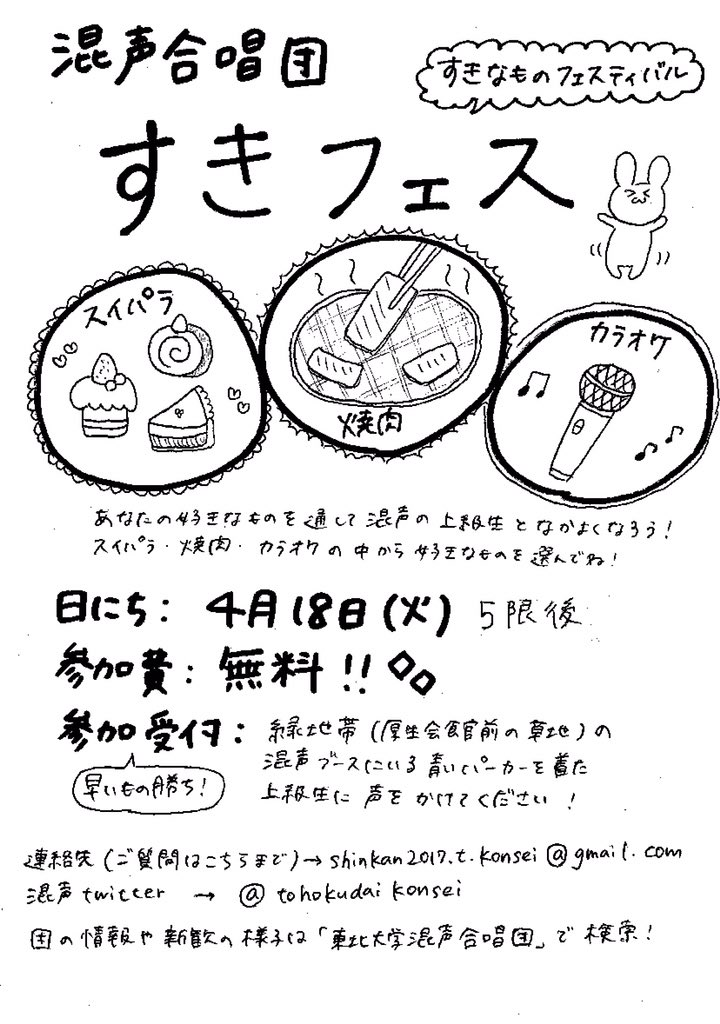 混声合唱団
すきなものフェスティバル
すきフェス
スイパラ
焼肉
カラオケ
あなたの好きなものを通して混声の上級生となかよくなろう!
スイパラ・焼肉・カラオケの中から好きなものを選んでね!
日にち: 4月18日(火) 5限後
参加費: 無料!!
参加受付: 緑地帯(厚生会館前の草地)の
混声ブースにいる青いパーカーを着た
上級生に声をかけてください!
早いもの勝ち!
連絡先(ご質問はこちらまで)→shinkan2017.t.konsei@gmail.com
混声twitter → @tohokudaikonsei
団の情報や新歓の様子は「東北大学混声合唱団」で検索!